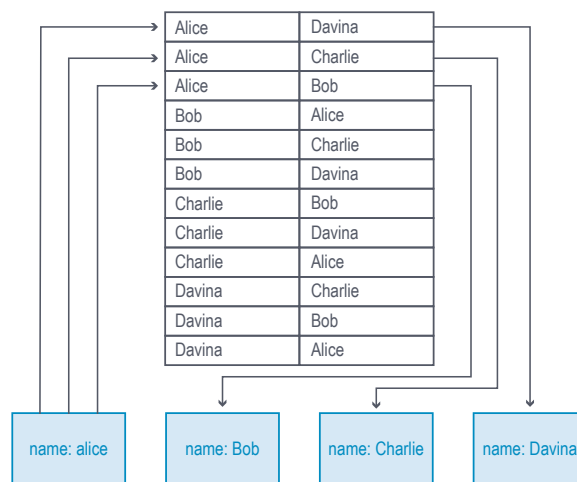 Alice Davina
Alice Charlie
Alice Bob
Bob Alice
Bob Charlie
Bob Davina
Charlie Bob
Charlie Davina
Charlie Alice
Davina Charlie
Davina Bob
Davina Alice
name: alice name: Bob name: Charlie name: Davina